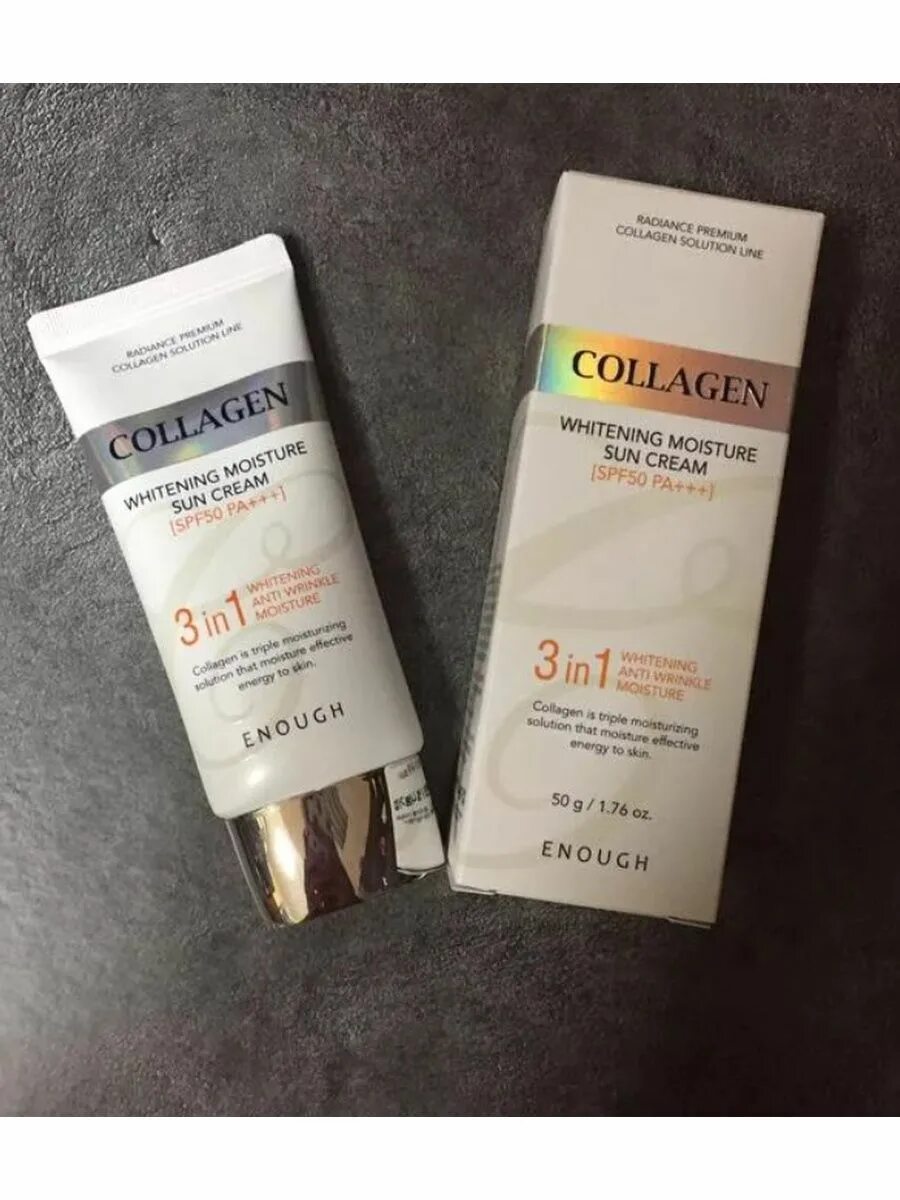 RADIANCE PREMIUM
COLLAGEN SOLUTION LINE
COLLAGEN
WHITENING MOISTURE
SUN CREAM
[SPF50 PA+++]
3 in 1
WHITENING
ANTI WRINKLE
MOISTURE
Collagen is triple moisturizing
solution that moisture effective
energy to skin.
ENOUGH
RADIANCE PREMIUM
COLLAGEN SOLUTION LINE
COLLAGEN
WHITENING MOISTURE
SUN CREAM
[SPF50 PA+++]
3 in 1
WHITENING
ANTI WRINKLE
MOISTURE
Collagen is triple moisturizing
solution that moisture effective
energy to skin.
50 g / 1.76 oz.
ENOUGH